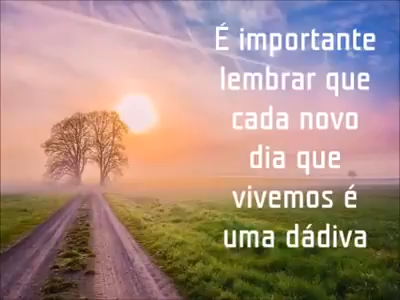 É importante
lembrar que
cada novo
dia que
vivemos é
uma dádiva